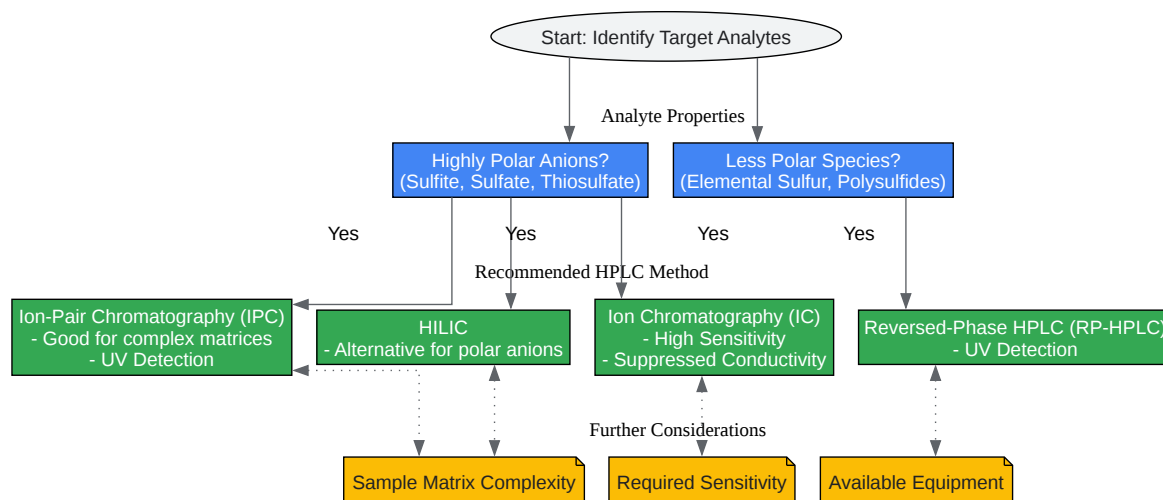 Start: Identify Target Analytes
Analyte Properties
Highly Polar Anions?
(Sulfite, Sulfate, Thiosulfate)
Less Polar Species?
(Elemental Sulfur, Polysulfides)
Yes
Yes
Yes
Yes
Recommended HPLC Method
Ion-Pair Chromatography (IPC)
- Good for complex matrices
- UV Detection
HILIC
- Alternative for polar anions
Ion Chromatography (IC)
- High Sensitivity
- Suppressed Conductivity
Reversed-Phase HPLC (RP-HPLC)
- UV Detection
Further Considerations
Sample Matrix Complexity
Required Sensitivity
Available Equipment